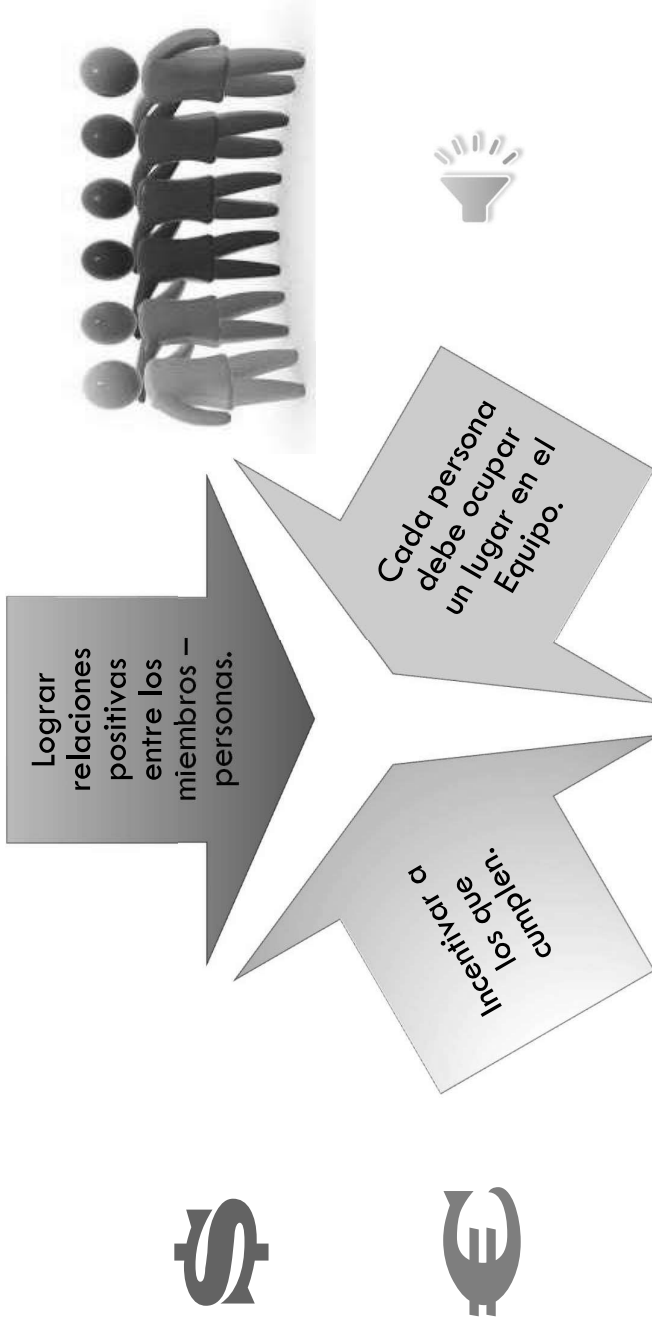 Lograr
relaciones
positivas
entre los
miembros –
personas.
Cada persona
debe ocupar
un lugar en el
Equipo.
Incentivar a
los que
cumplen.
$
€